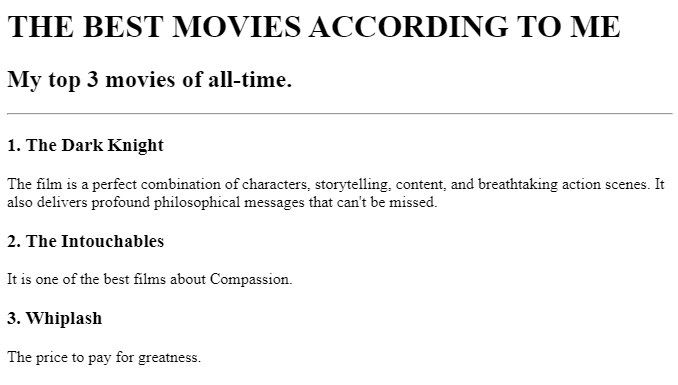 THE BEST MOVIES ACCORDING TO ME
My top 3 movies of all-time.
1. The Dark Knight
The film is a perfect combination of characters, storytelling, content, and breathtaking action scenes. It
also delivers profound philosophical messages that can't be missed.
2. The Intouchables
It is one of the best films about Compassion.
3. Whiplash
The price to pay for greatness.